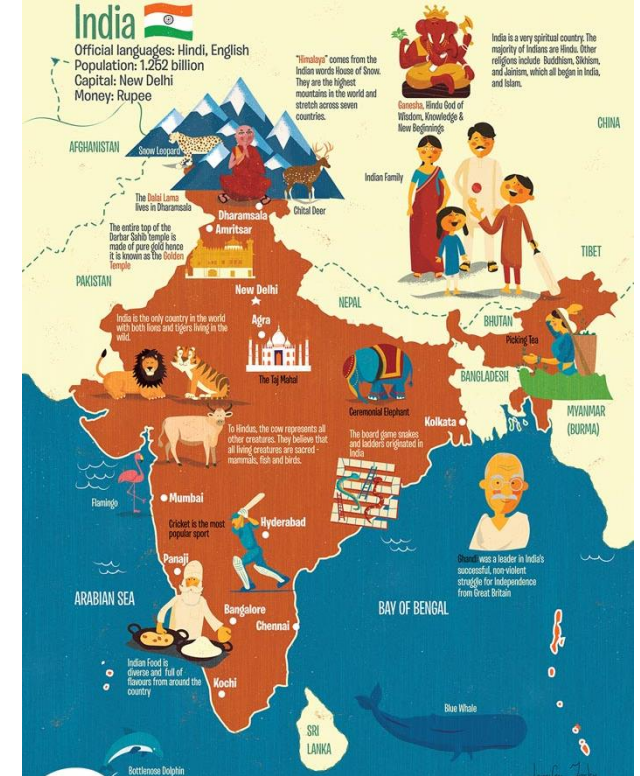 India
Official languages: Hindi, English
Population: 1.252 billion
Capital: New Delhi
Money: Rupee
"Himalaya" comes from the
Indian words House of Snow.
They are the highest
mountains in the world and
stretch across seven
countries.
Ganesha, Hindu God of
Wisdom, Knowledge &
New Beginnings
India is a very spiritual country. The
majority of Indians are Hindu. Other
religions include Buddhism, Sikhism,
and Jainism, which all began in India,
and Islam.
CHINA
AFGHANISTAN
Snow Leopard
Indian Family
The Dalai Lama
lives in Dharamsala
Chital Deer
Dharamsala
Amritsar
The entire top of the
Darbar Sahib temple is
made of pure gold hence
it is known as the Golden
Temple
TIBET
PAKISTAN
New Delhi
NEPAL
India is the only country in the world
with both lions and tigers living in the
wild.
Agra
BHUTAN
Picking Tea
The Taj Mahal
BANGLADESH
Ceremonial Elephant
MYANMAR
(BURMA)
Kolkata
To Hindus, the cow represents all
other creatures. They believe that
all living creatures are sacred -
mammals, fish and birds.
The board game snakes
and ladders originated in
India
Flamingo
Mumbai
Cricket is the most
popular sport
Hyderabad
Panaji
Ghandi was a leader in India's
successful, non-violent
struggle for Independence
from Great Britain
ARABIAN SEA
Bangalore
Chennai
BAY OF BENGAL
Indian Food is
diverse and full of
flavours from around the
country
Kochi
Blue Whale
SRI
LANKA
Bottlenose Dolphin